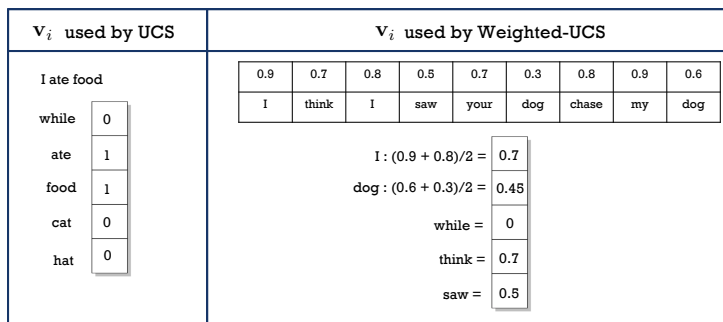 v_i used by UCS
v_i used by Weighted-UCS
I ate food
while 0
ate 1
food 1
cat 0
hat 0
0.9 0.7 0.8 0.5 0.7 0.3 0.8 0.9 0.6
I think I saw your dog chase my dog
I : (0.9 + 0.8)/2 = 0.7
dog : (0.6 + 0.3)/2 = 0.45
while = 0
think = 0.7
saw = 0.5